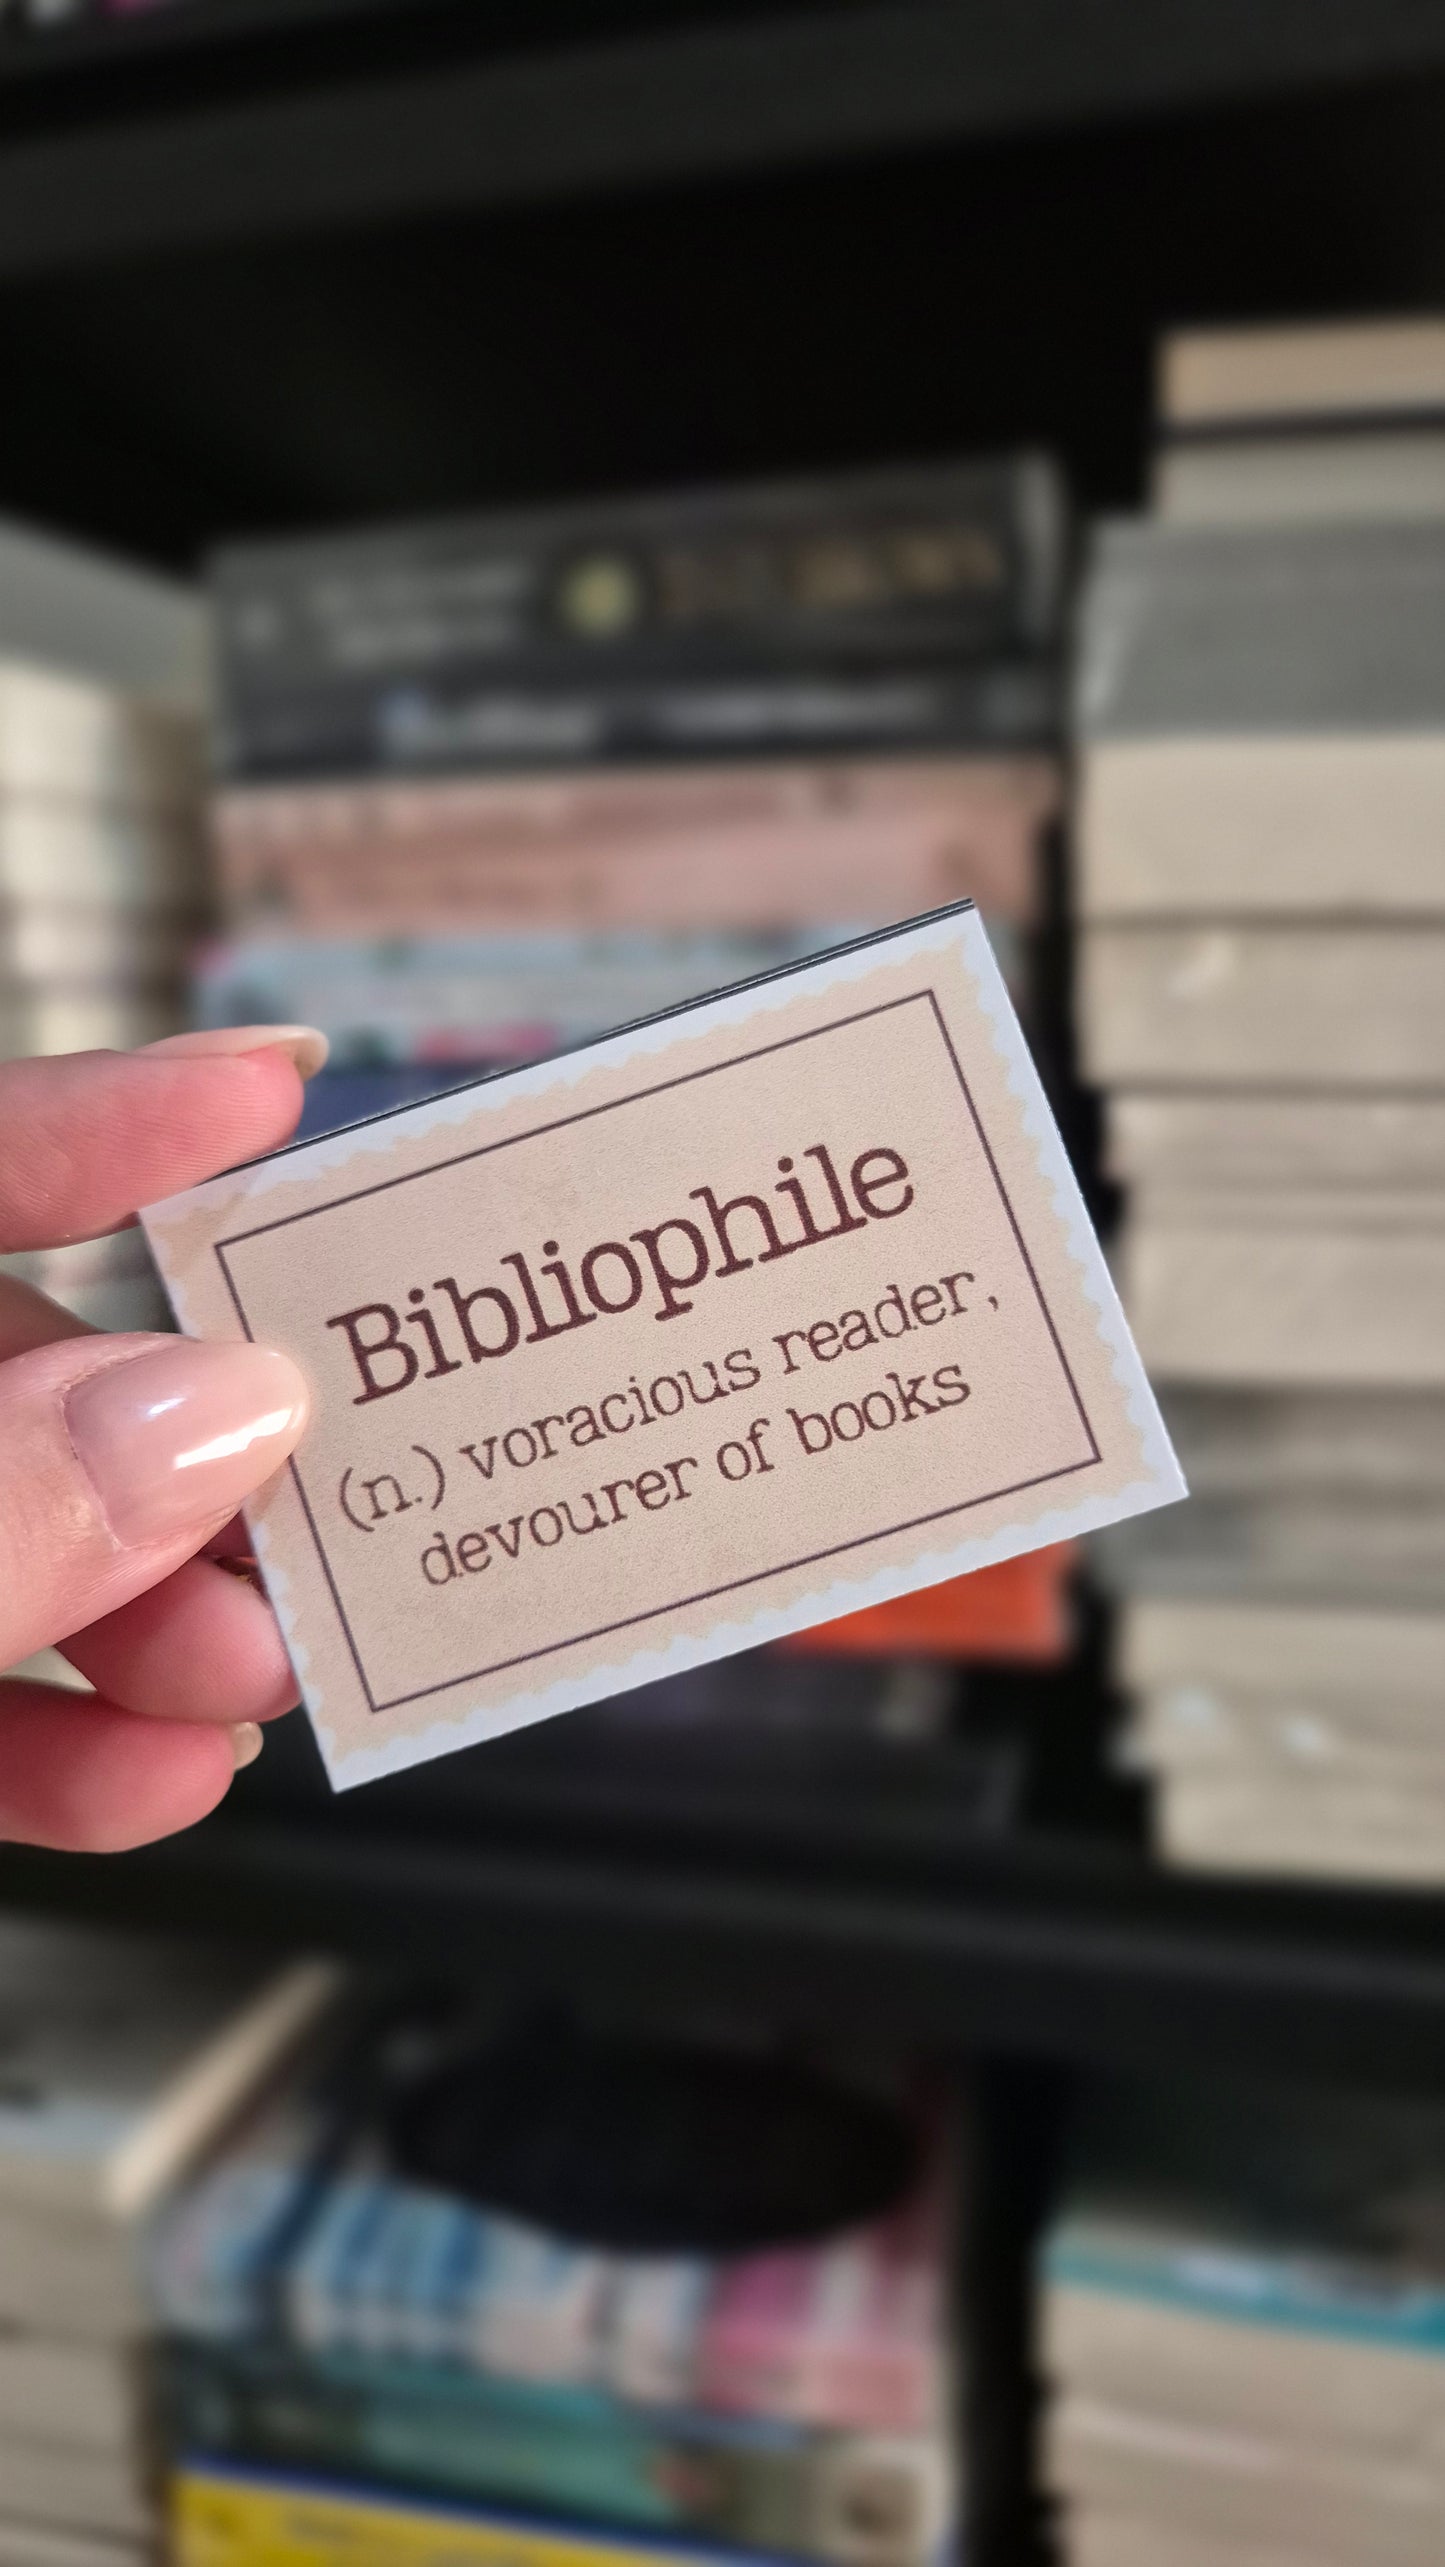 Bibliophile
(n.) voracious reader,
devourer of books